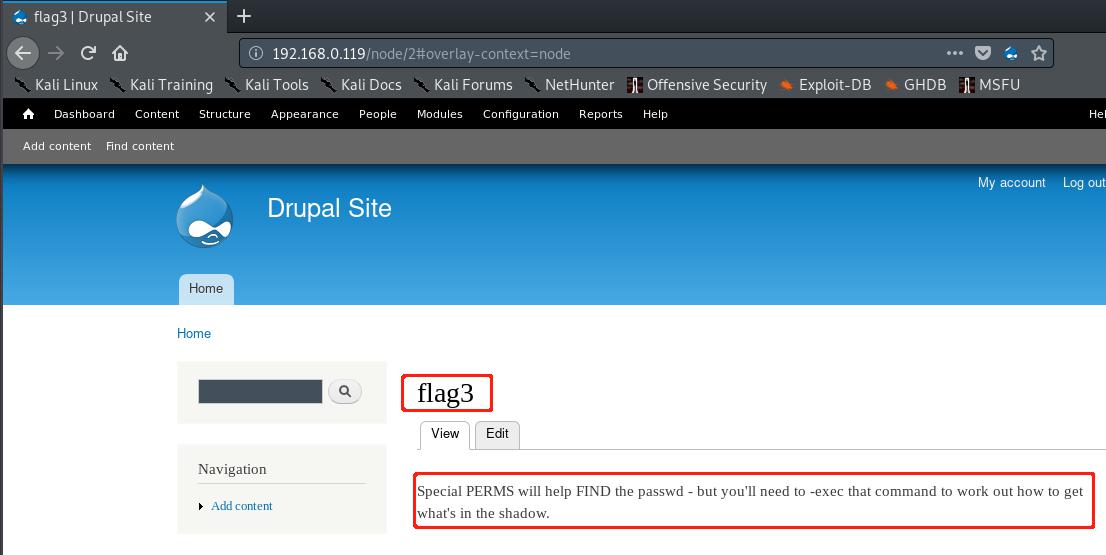 flag3 | Drupal Site
192.168.0.119/node/2#overlay-context=node
Kali Linux Kali Training Kali Tools Kali Docs Kali Forums NetHunter Offensive Security Exploit-DB GHDB MSFU
Dashboard Content Structure Appearance People Modules Configuration Reports Help Hel
Add content Find content
My account Log out
Drupal Site
Home
Home
flag3
View Edit
Navigation
Add content
Special PERMS will help FIND the passwd - but you'll need to -exec that command to work out how to get
what's in the shadow.